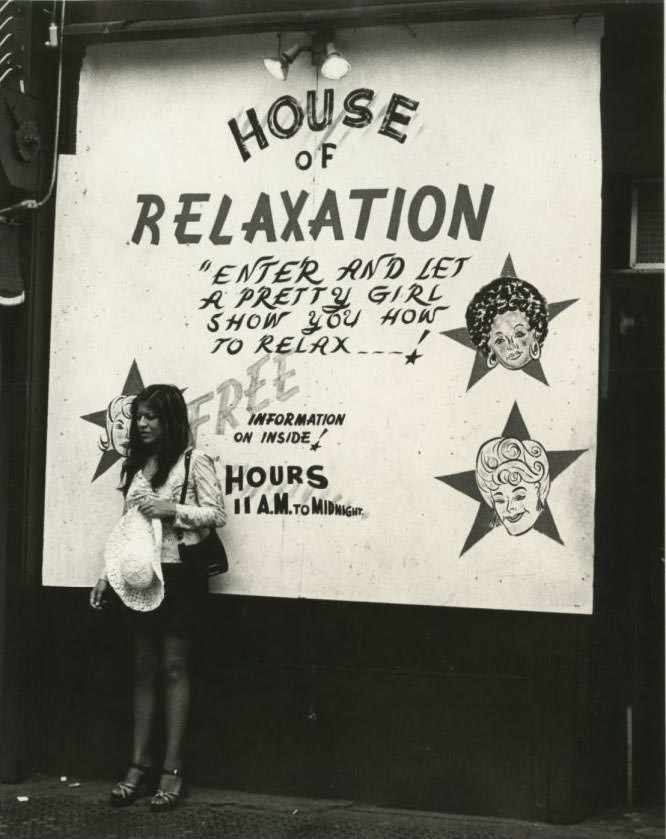 HOUSE
OF
RELAXATION
"ENTER AND LET
A PRETTY GIRL
SHOW YOU HOW
TO RELAX ---!
FREE
INFORMATION
ON INSIDE!
HOURS
11 A.M. TO MIDNIGHT.